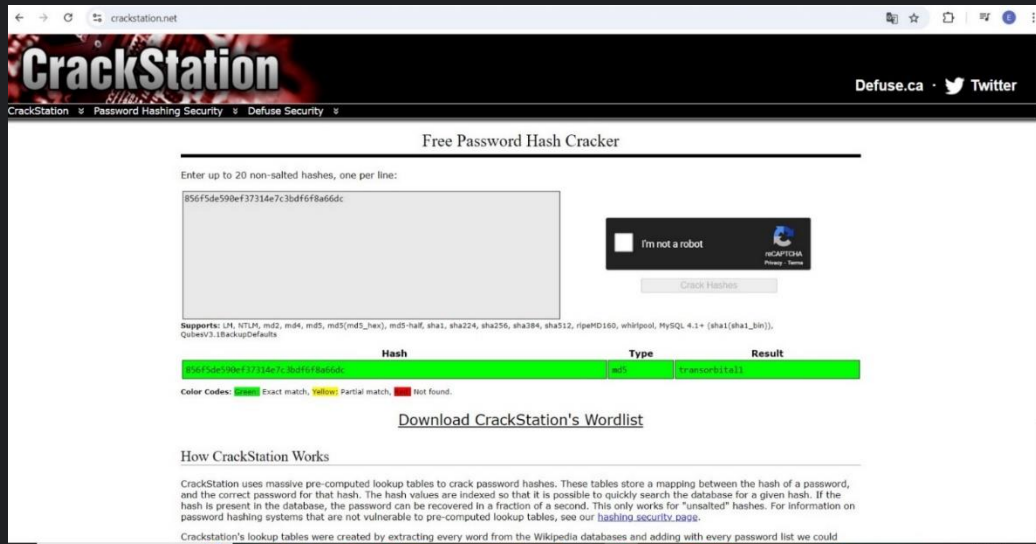 crackstation.net
CrackStation
Defuse.ca · Twitter
CrackStation Password Hashing Security Defuse Security
Free Password Hash Cracker
Enter up to 20 non-salted hashes, one per line:
856f5de590ef37314e7c3bdf6f8a66dc
I'm not a robot
reCAPTCHA
Privacy - Terms
Crack Hashes
Supports: LM, NTLM, md2, md4, md5, md5(md5_hex), md5-half, sha1, sha224, sha256, sha384, sha512, ripeMD160, whirlpool, MySQL 4.1+ (sha1(sha1_bin)),
QubesV3.1BackupDefaults
Hash Type Result
856f5de590ef37314e7c3bdf6f8a66dc md5 transorbital1
Color Codes: Green: Exact match, Yellow: Partial match, Red: Not found.
Download CrackStation's Wordlist
How CrackStation Works
CrackStation uses massive pre-computed lookup tables to crack password hashes. These tables store a mapping between the hash of a password,
and the correct password for that hash. The hash values are indexed so that it is possible to quickly search the database for a given hash. If the
hash is present in the database, the password can be recovered in a fraction of a second. This only works for "unsalted" hashes. For information on
password hashing systems that are not vulnerable to pre-computed lookup tables, see our hashing security page.
Crackstation's lookup tables were created by extracting every word from the Wikipedia databases and adding with every password list we could